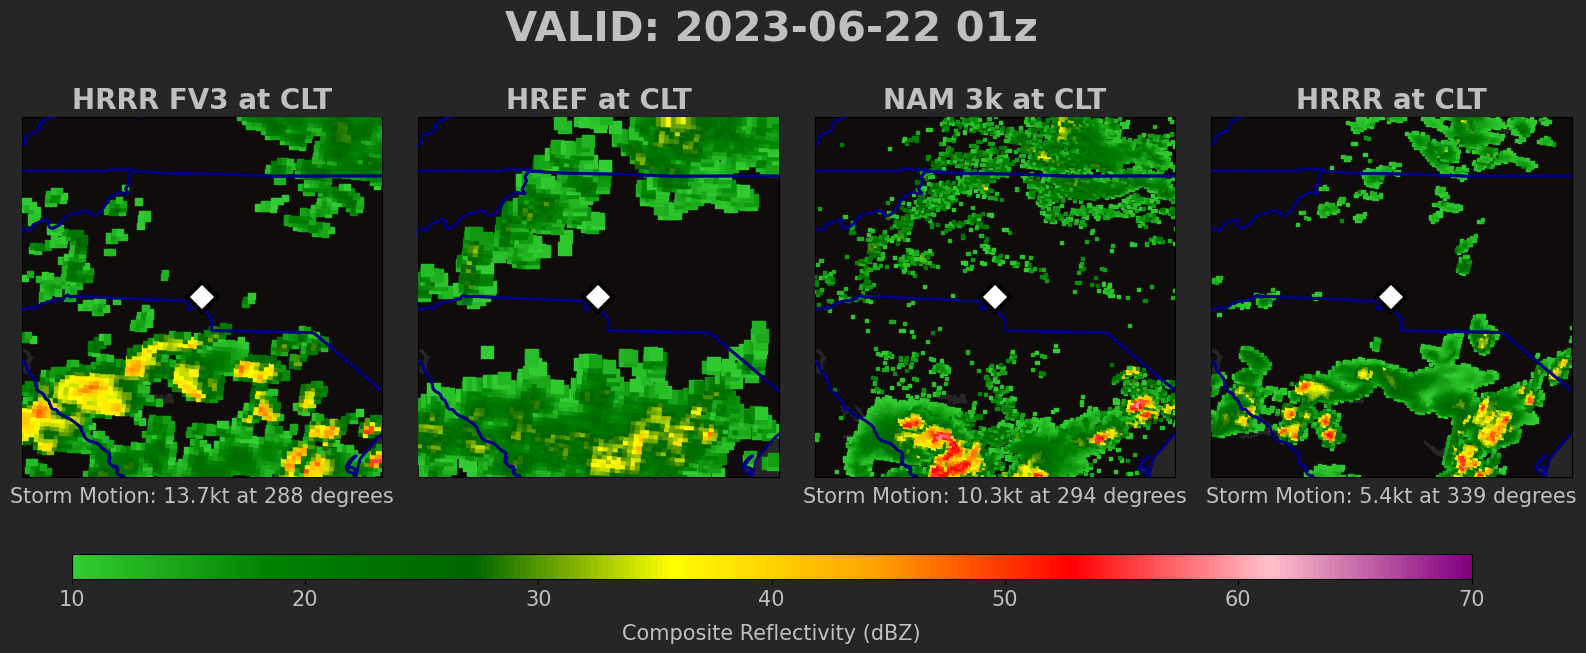 VALID: 2023-06-22 01z
HRRR FV3 at CLT
HREF at CLT
NAM 3k at CLT
HRRR at CLT
Storm Motion: 13.7kt at 288 degrees
Storm Motion: 10.3kt at 294 degrees
Storm Motion: 5.4kt at 339 degrees
10 20 30 40 50 60 70
Composite Reflectivity (dBZ)